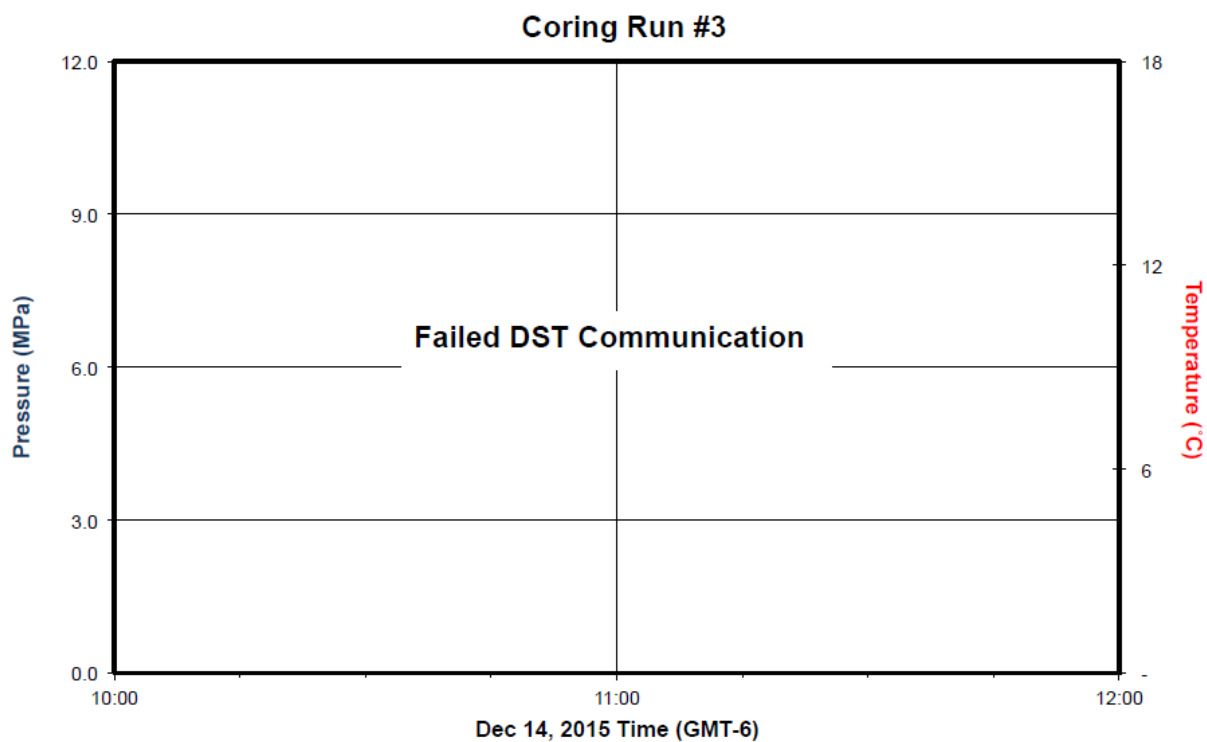 Coring Run #3
12.0
9.0
6.0
3.0
0.0
Pressure (MPa)
Failed DST Communication
18
12
6
-
Temperature (˚C)
10:00
11:00
12:00
Dec 14, 2015 Time (GMT-6)